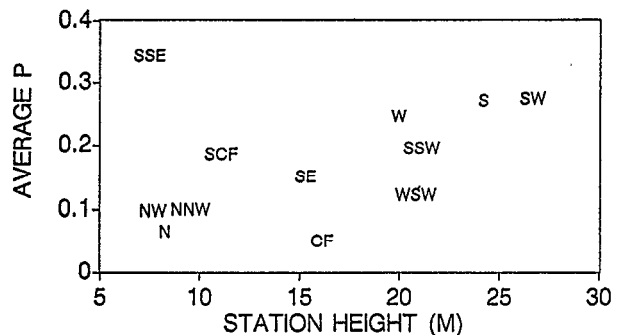 0.4
SSE
0.3
S
SW
W
AVERAGE P
0.2
SCF
SSW
SE
WSW
0.1
NW
NNW
N
CF
0
5
10
15
20
25
30
STATION HEIGHT (M)